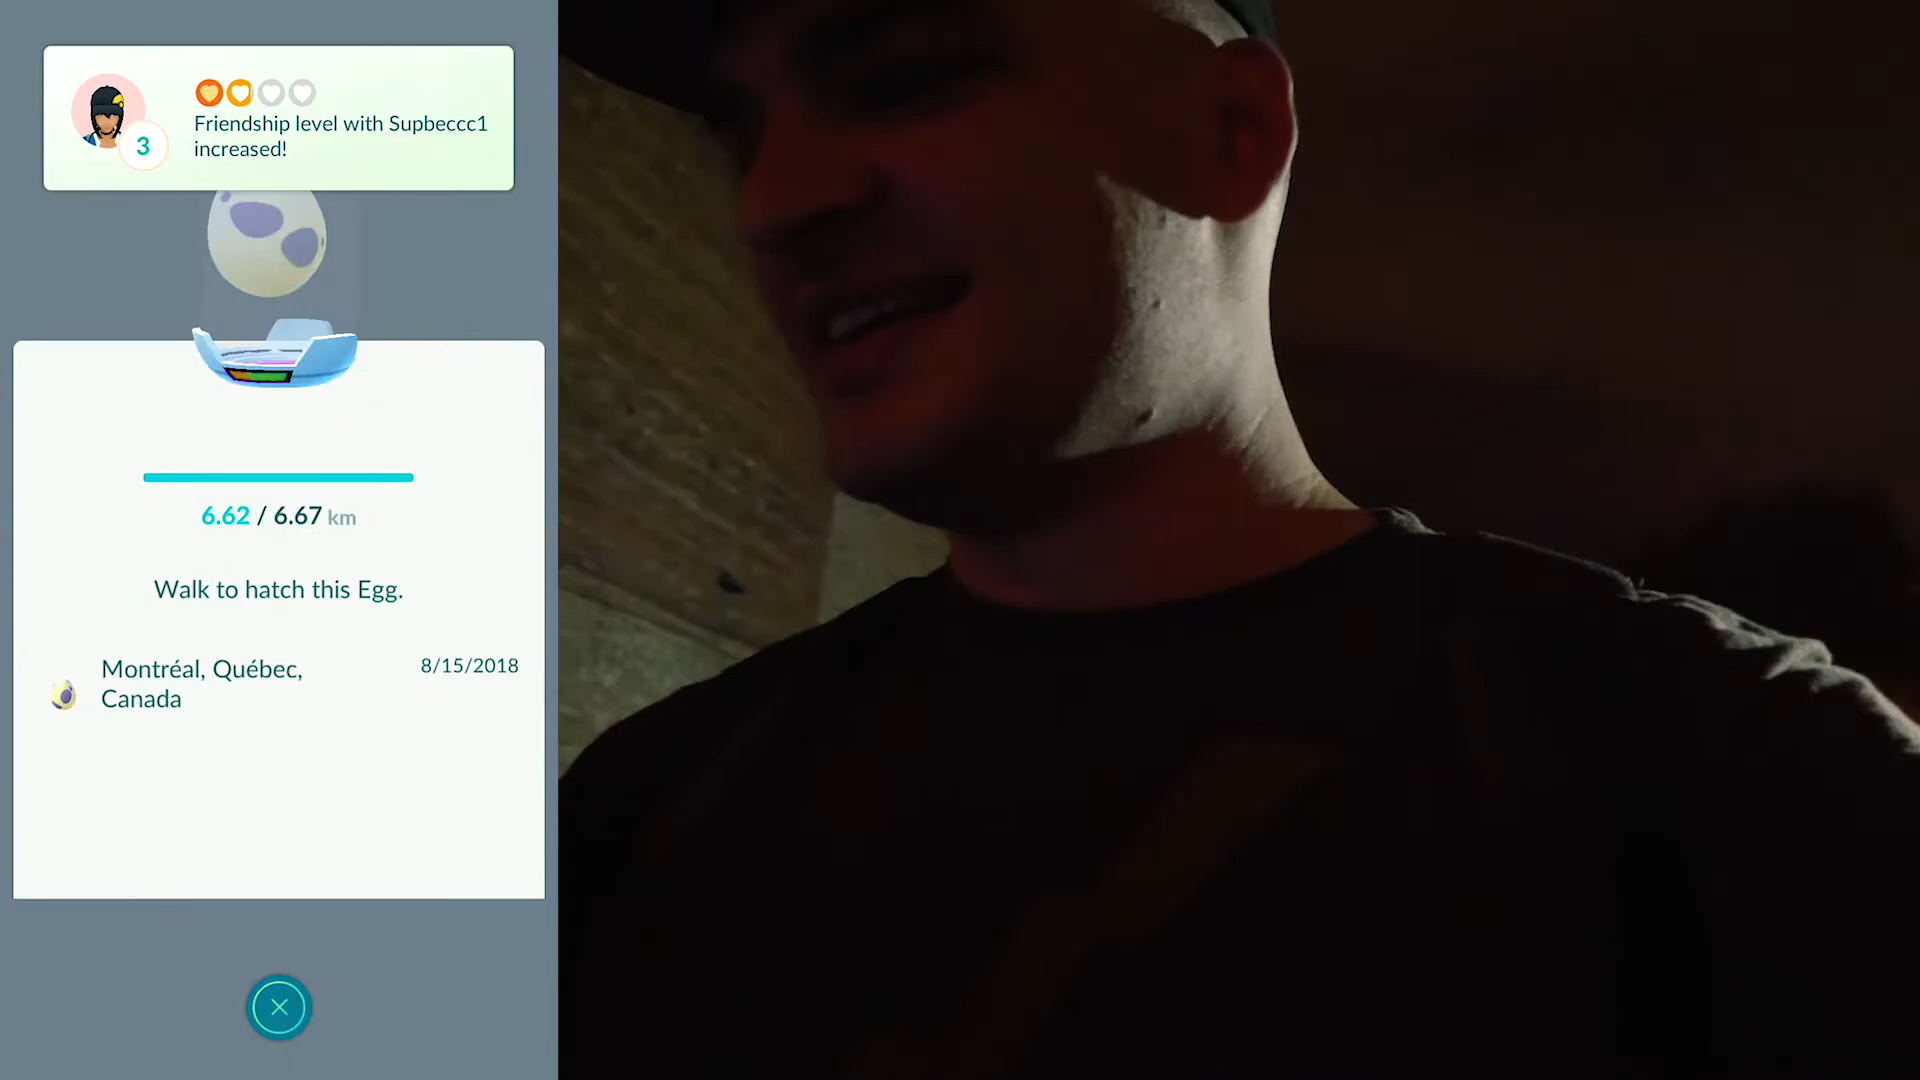 3
Friendship level with Supbeccc1
increased!
6.62 / 6.67 km
Walk to hatch this Egg.
Montréal, Québec,
Canada
8/15/2018